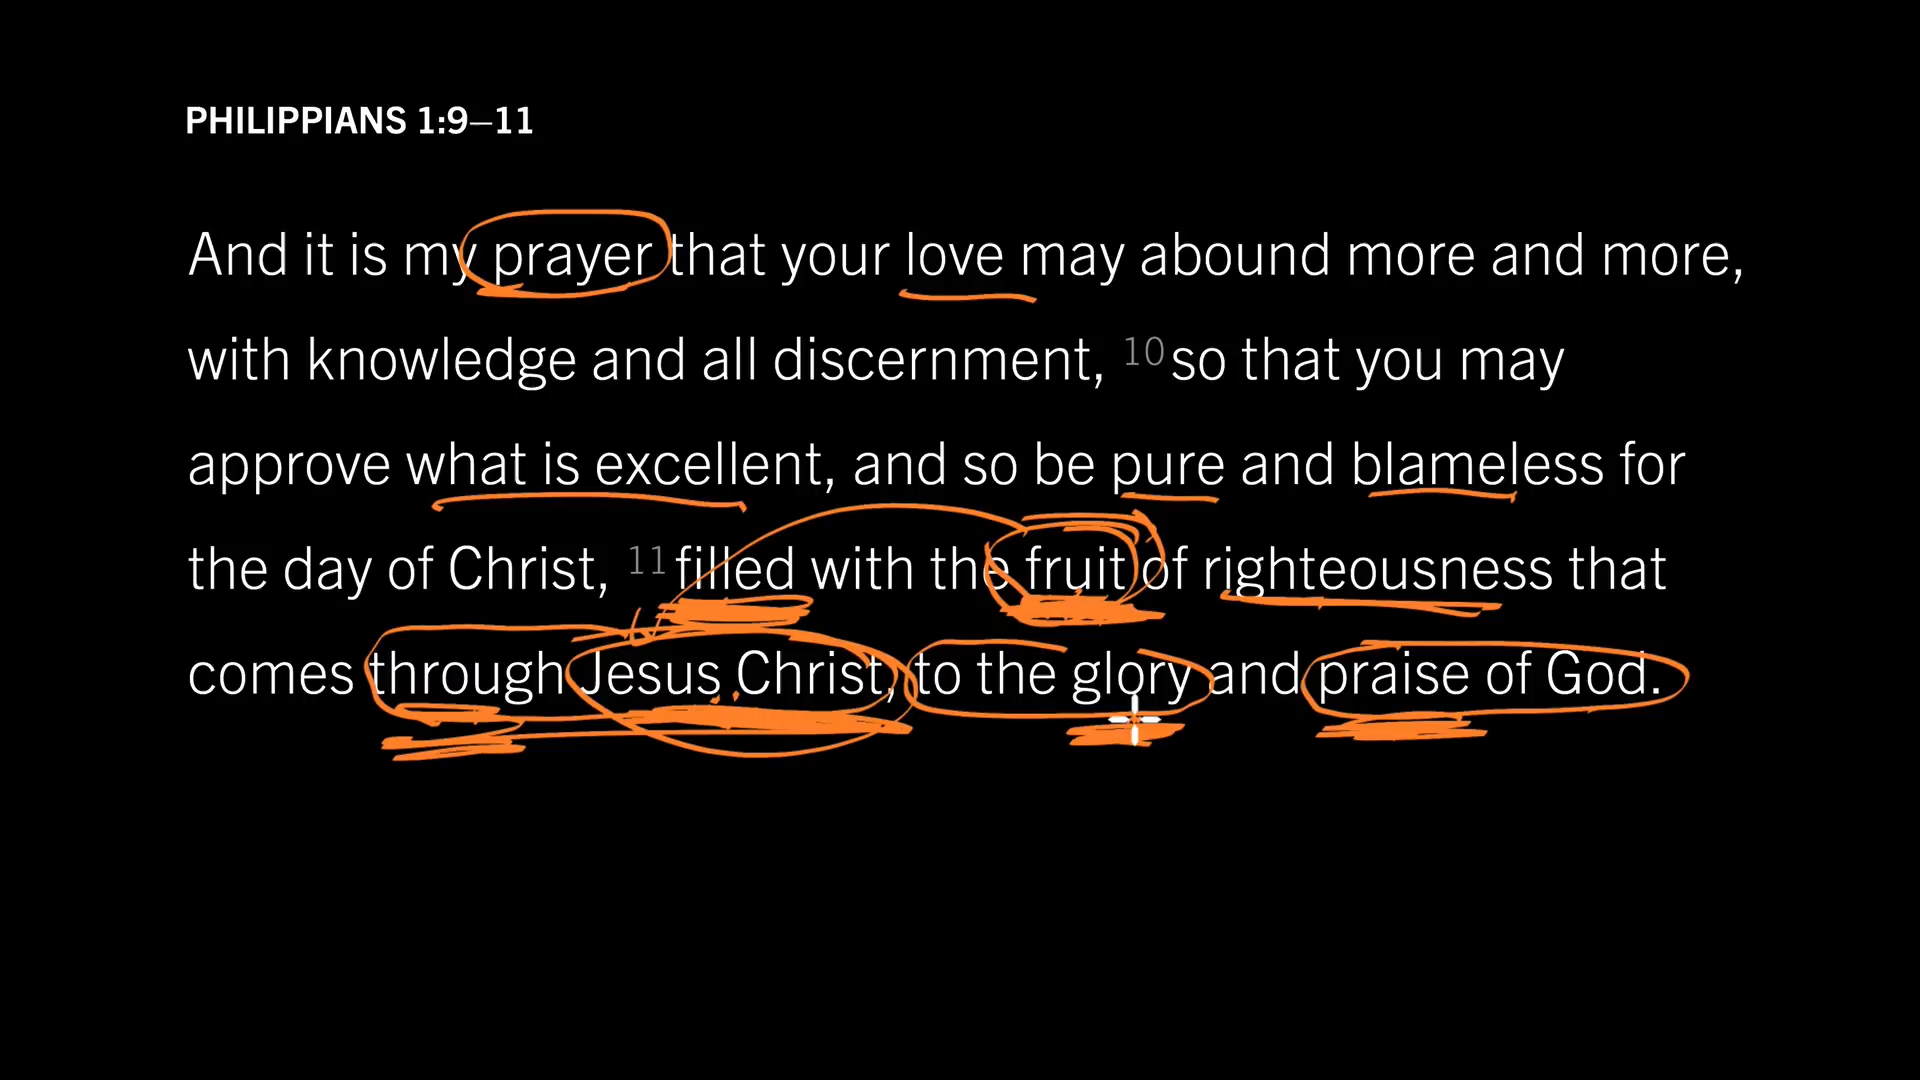 PHILIPPIANS 1:9–11
And it is my prayer that your love may abound more and more,
with knowledge and all discernment, 10 so that you may
approve what is excellent, and so be pure and blameless for
the day of Christ, 11 filled with the fruit of righteousness that
comes through Jesus Christ, to the glory and praise of God.